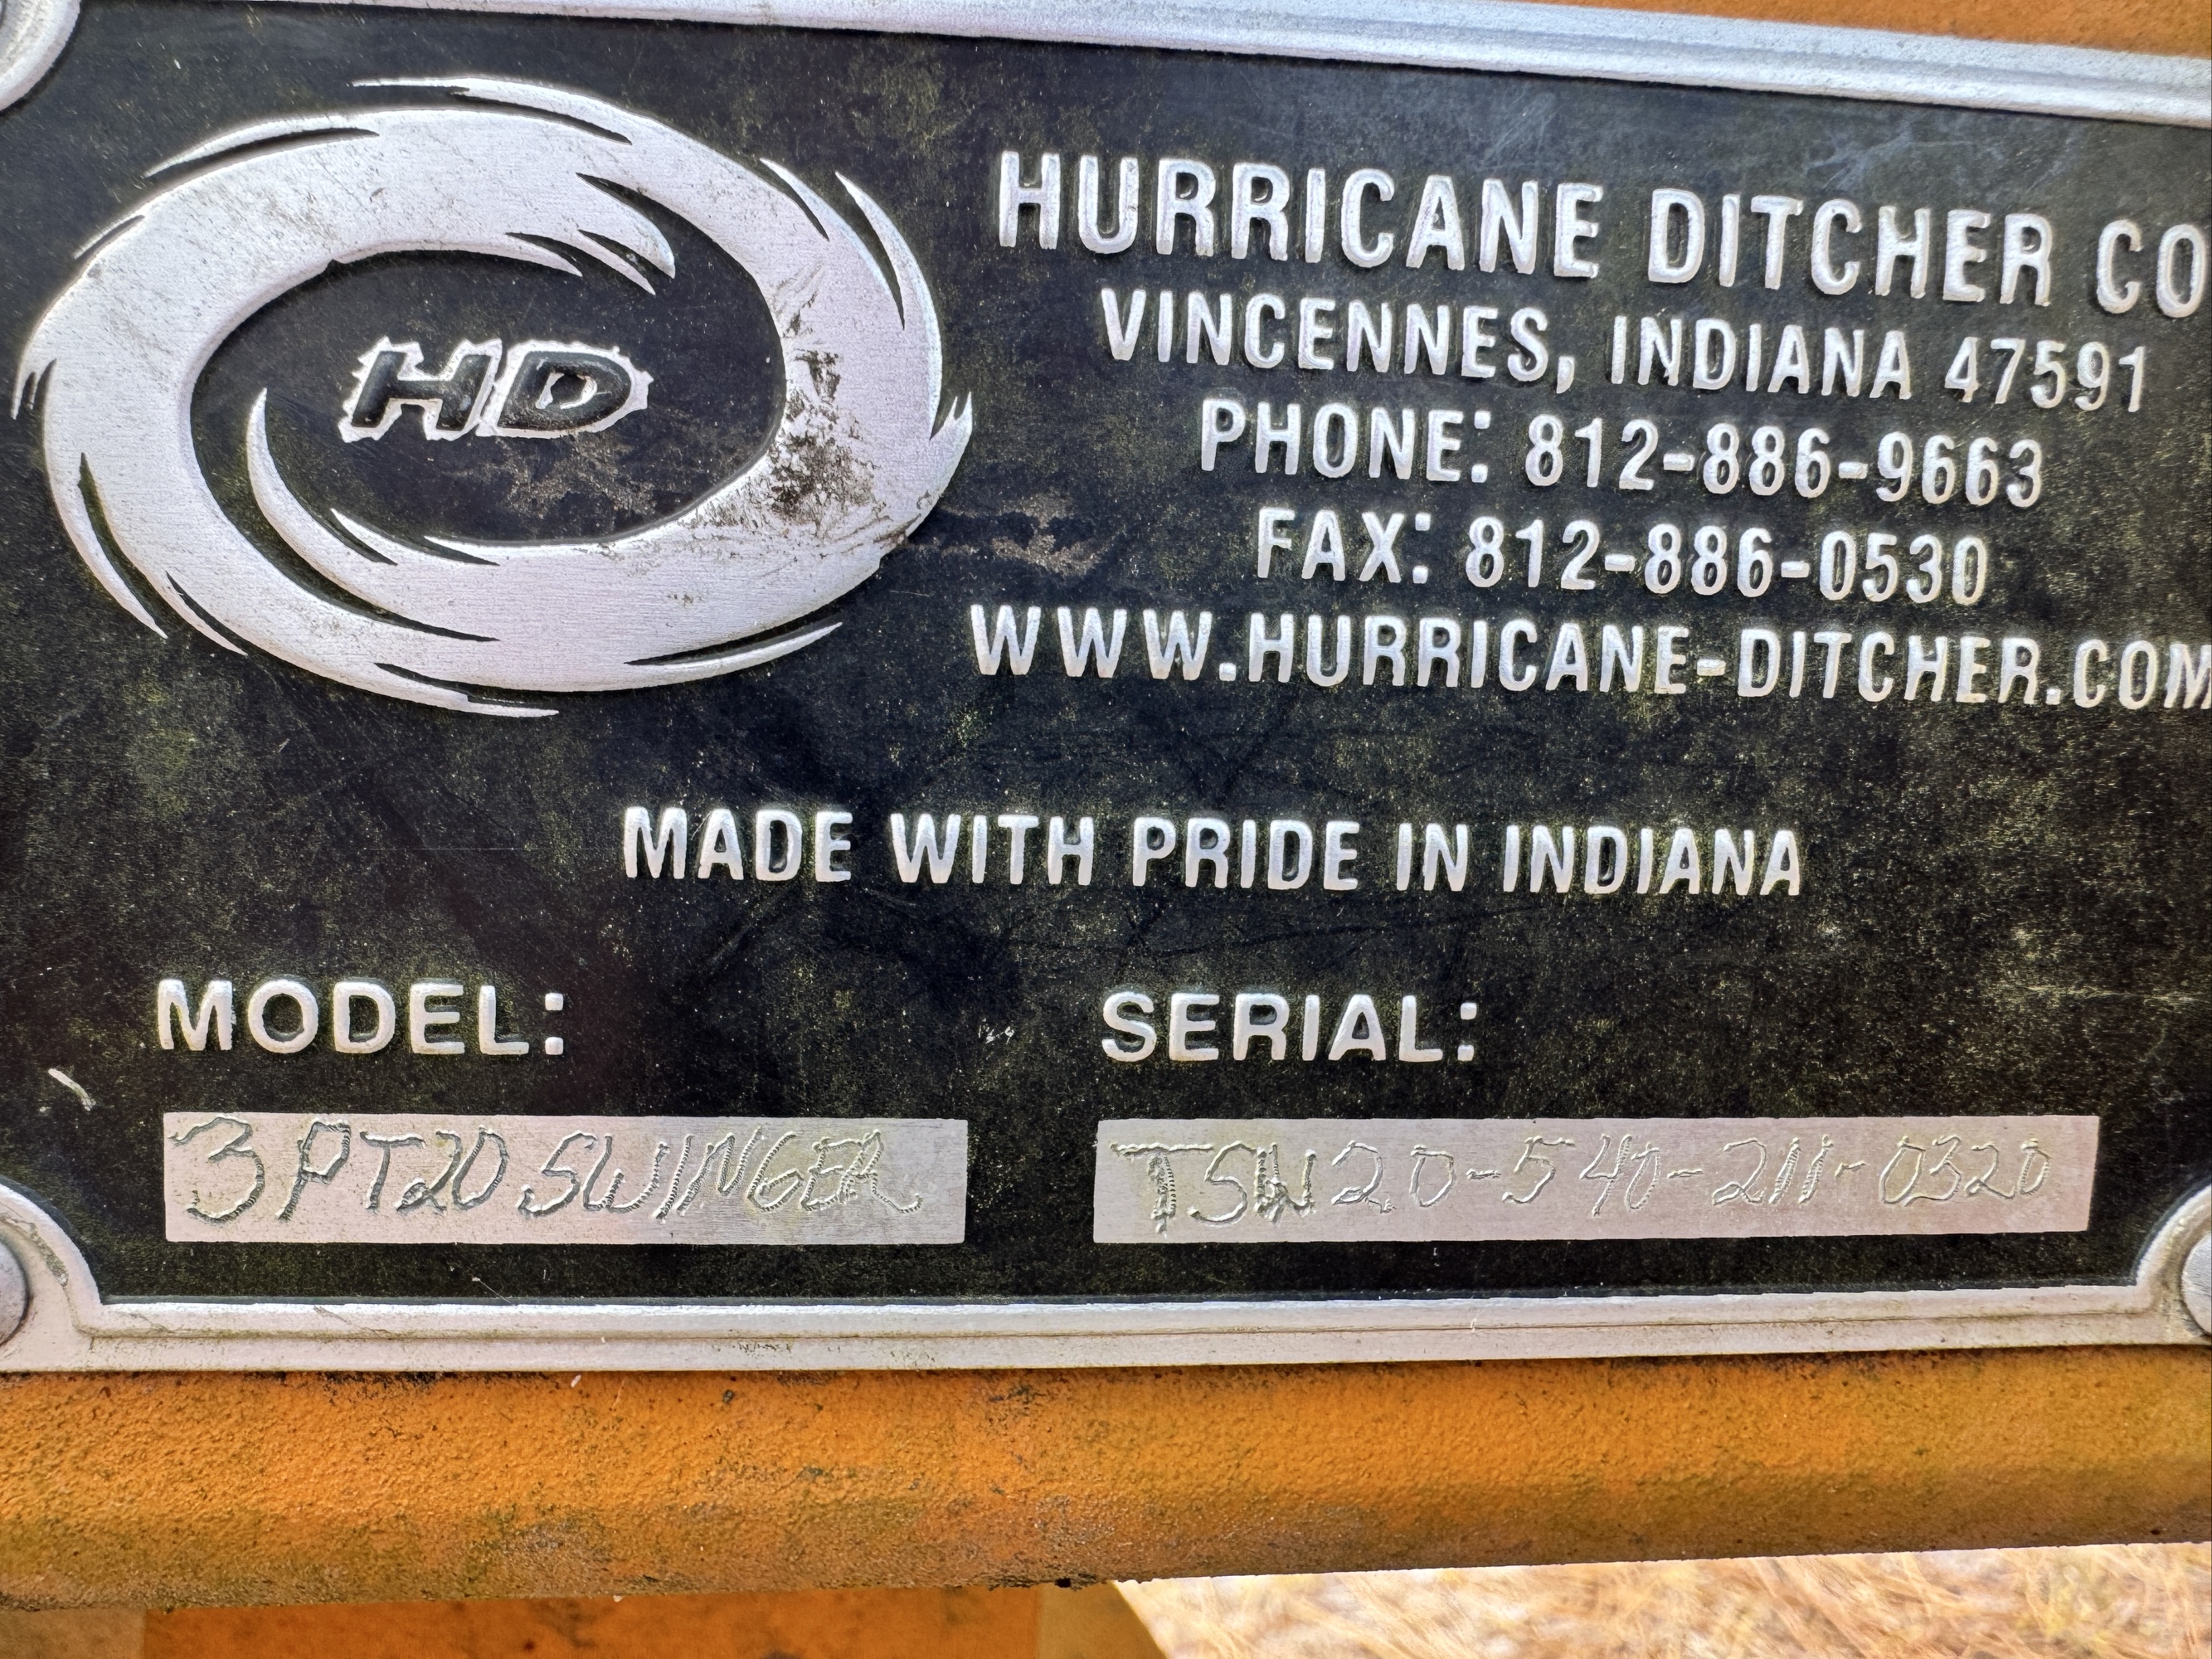 HD
HURRICANE DITCHER CO
VINCENNES, INDIANA 47591
PHONE: 812-886-9663
FAX: 812-886-0530
WWW.HURRICANE-DITCHER.COM
MADE WITH PRIDE IN INDIANA
MODEL: SERIAL:
3PT20 SWINGER TSW20-540-211-0320